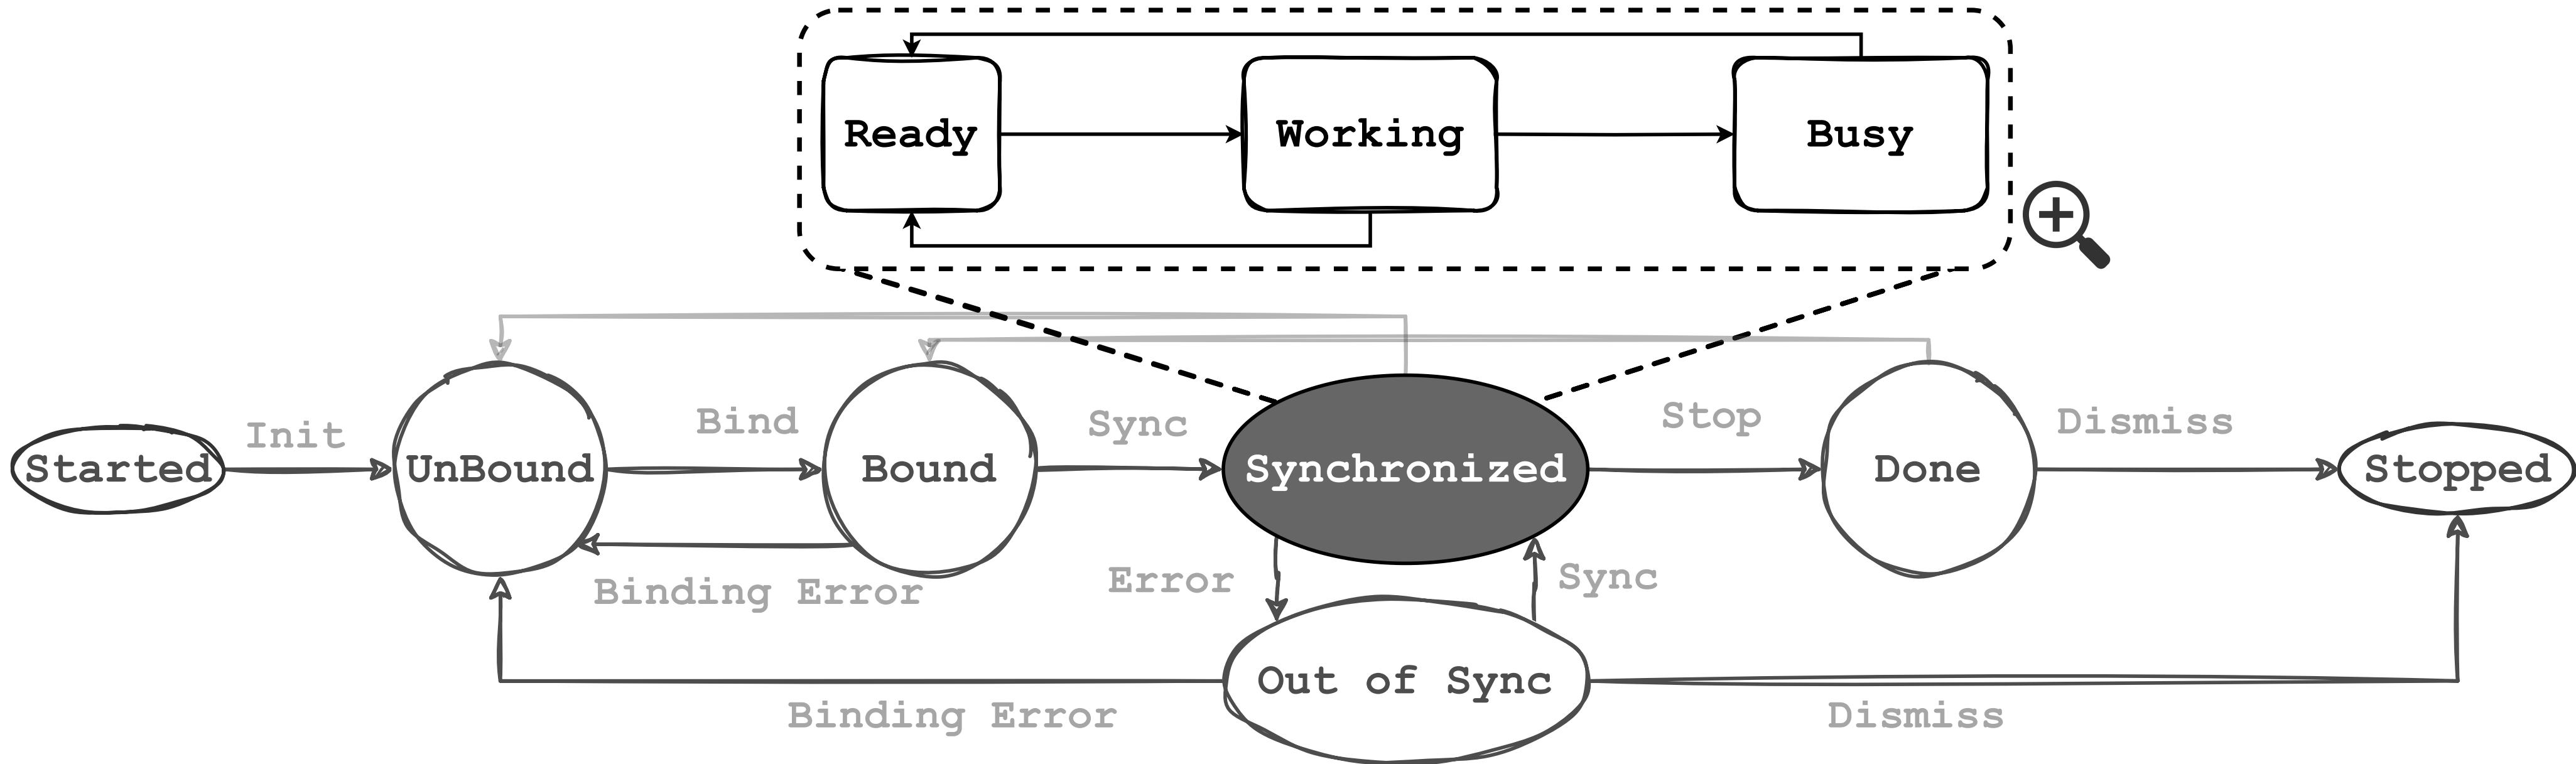 Ready
Working
Busy
Init
Bind
Sync
Stop
Dismiss
Started
UnBound
Bound
Synchronized
Done
Stopped
Binding Error
Error
Sync
Out of Sync
Binding Error
Dismiss